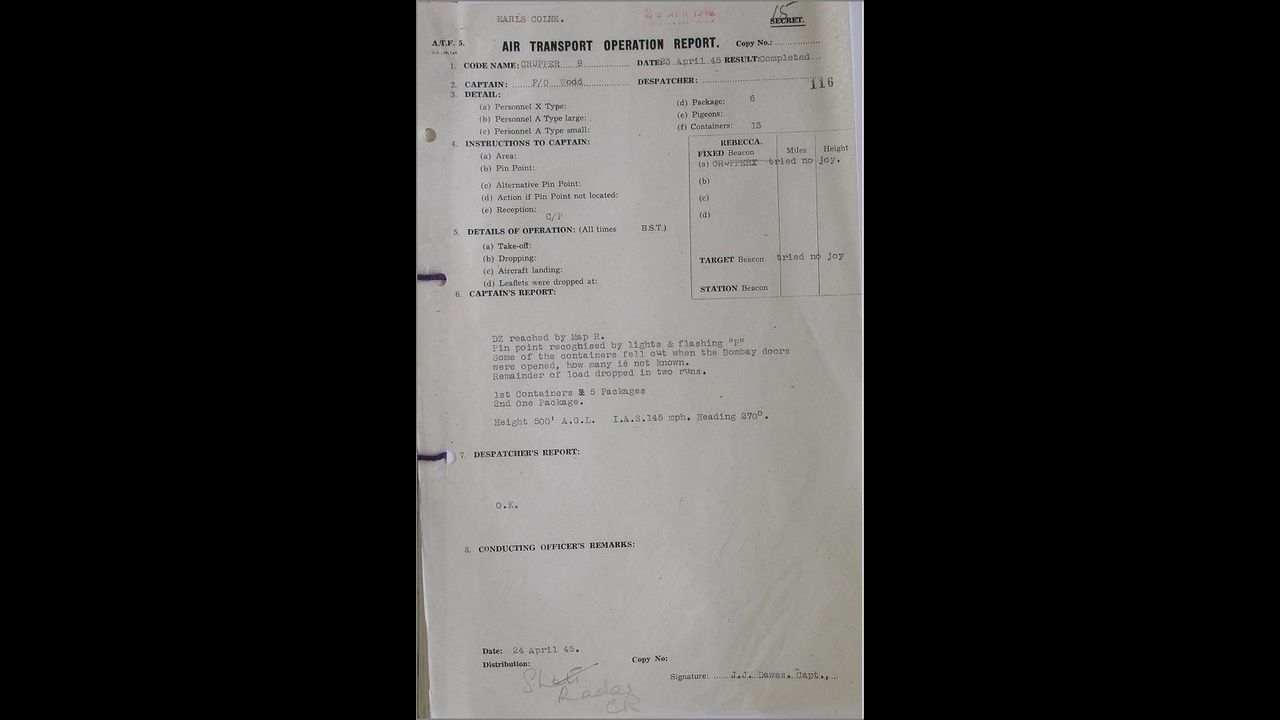 EARLS COLNE.
15
SECRET.
A.T.F. 5.
AIR TRANSPORT OPERATION REPORT. Copy No.:
1. CODE NAME: CRUPPER 9 DATE: 23 April 45 RESULT: Completed
2. CAPTAIN: F/O Wodd DESPATCHER:
116
3. DETAIL:
(a) Personnel X Type:
(b) Personnel A Type large:
(c) Personnel A Type small:
(d) Package: 6
(e) Pigeons:
(f) Containers: 13
4. INSTRUCTIONS TO CAPTAIN:
(a) Area:
(b) Pin Point:
(c) Alternative Pin Point:
(d) Action if Pin Point not located:
(e) Reception:
C/P
REBECCA.
FIXED Beacon Miles Height
(a) tried no joy.
(b)
(c)
(d)
TARGET Beacon tried no joy
STATION Beacon
5. DETAILS OF OPERATION: (All times B.S.T.)
(a) Take-off:
(b) Dropping:
(c) Aircraft landing:
(d) Leaflets were dropped at:
6. CAPTAIN'S REPORT:
DZ reached by Map R.
Pin point recognised by lights & flashing "P"
Some of the containers fell out when the Bombay doors
were opened, how many is not known.
Remainder of load dropped in two runs.
1st Containers & 5 Packages
2nd One Package.
Height 500' A.G.L. I.A.S.145 mph. Heading 270°.
7. DESPATCHER'S REPORT:
O.K.
8. CONDUCTING OFFICER'S REMARKS:
Date: 24 April 45.
Distribution:
Copy No:
Signature: J.J. Dawes. Capt.,
Radar
CR